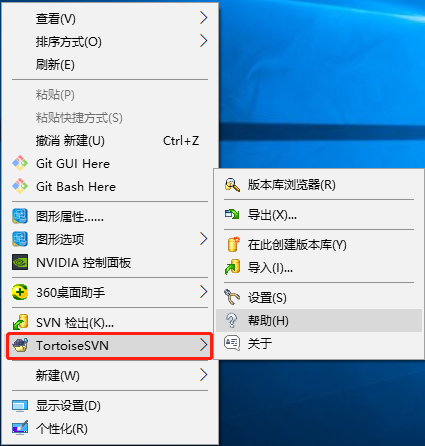 查看(V)
排序方式(O)
刷新(E)
粘贴(P)
粘贴快捷方式(S)
撤消 新建(U) Ctrl+Z
Git GUI Here
Git Bash Here
图形属性......
图形选项
NVIDIA 控制面板
360桌面助手
SVN 检出(K)...
TortoiseSVN
新建(W)
显示设置(D)
个性化(R)
版本库浏览器(R)
导出(X)...
在此创建版本库(Y)
导入(I)...
设置(S)
帮助(H)
关于